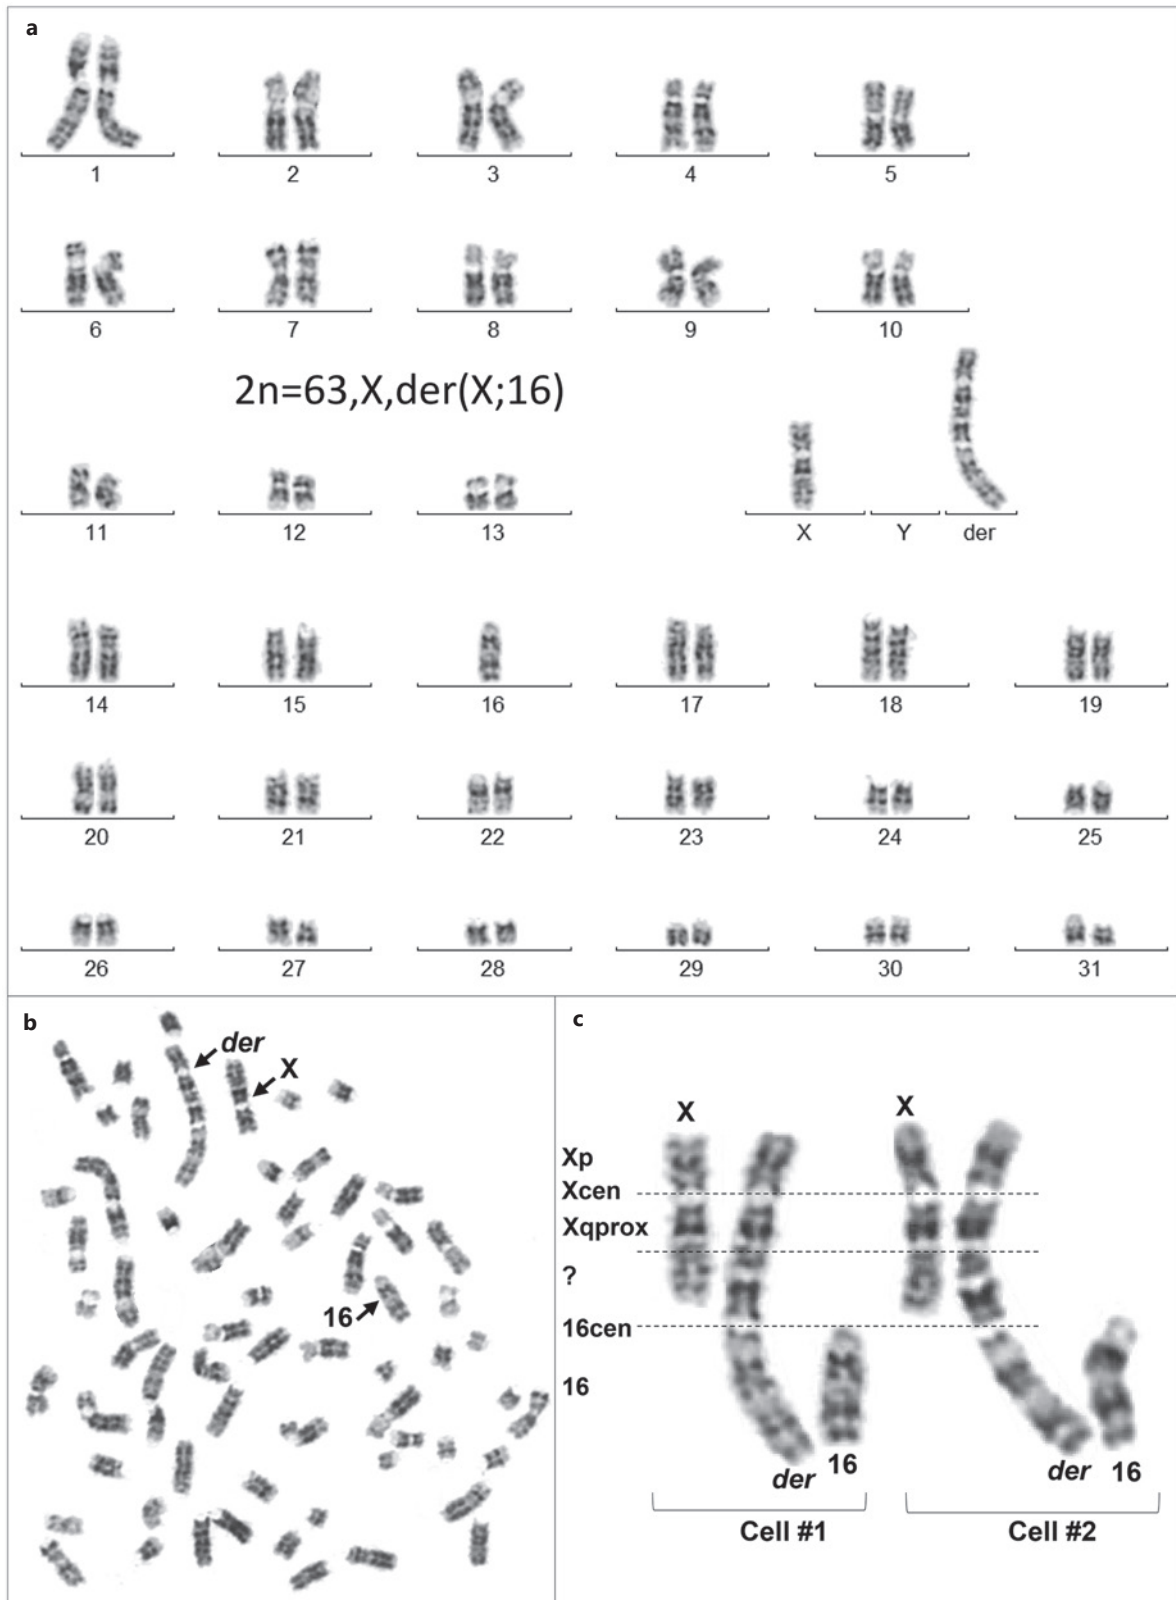 a
1 2 3 4 5
6 7 8 9 10
2n=63,X,der(X;16)
11 12 13 X Y der
14 15 16 17 18 19
20 21 22 23 24 25
26 27 28 29 30 31
b
der
X
16
c
X X
Xp
Xcen
Xqprox
?
16cen
16
der 16 der 16
Cell #1 Cell #2